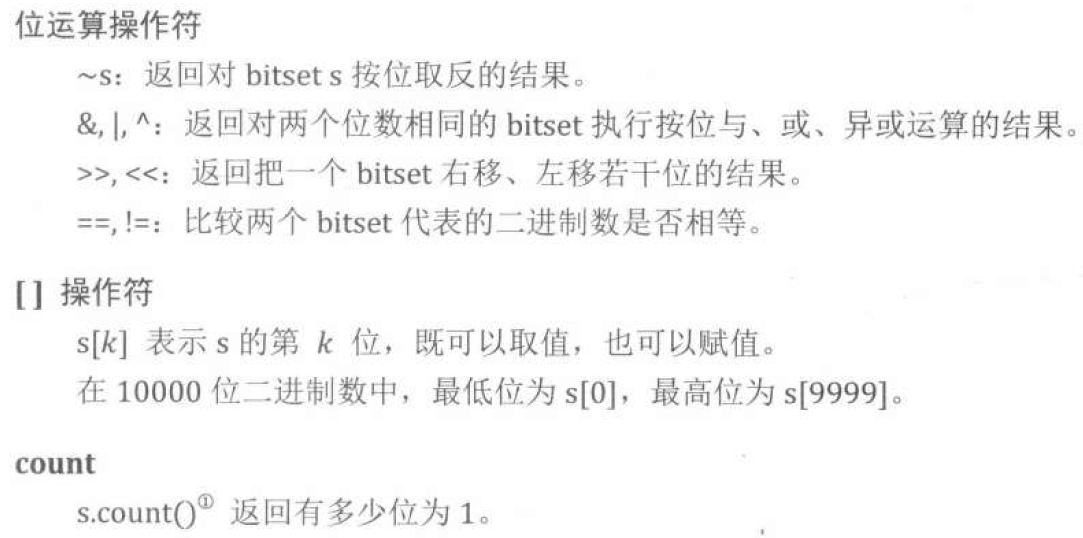 位运算操作符
~s：返回对 bitset s 按位取反的结果。
&, |, ^：返回对两个位数相同的 bitset 执行按位与、或、异或运算的结果。
>>, <<：返回把一个 bitset 右移、左移若干位的结果。
==, !=：比较两个 bitset 代表的二进制数是否相等。
[ ] 操作符
s[k] 表示 s 的第 k 位，既可以取值，也可以赋值。
在 10000 位二进制数中，最低位为 s[0]，最高位为 s[9999]。
count
s.count()① 返回有多少位为 1。